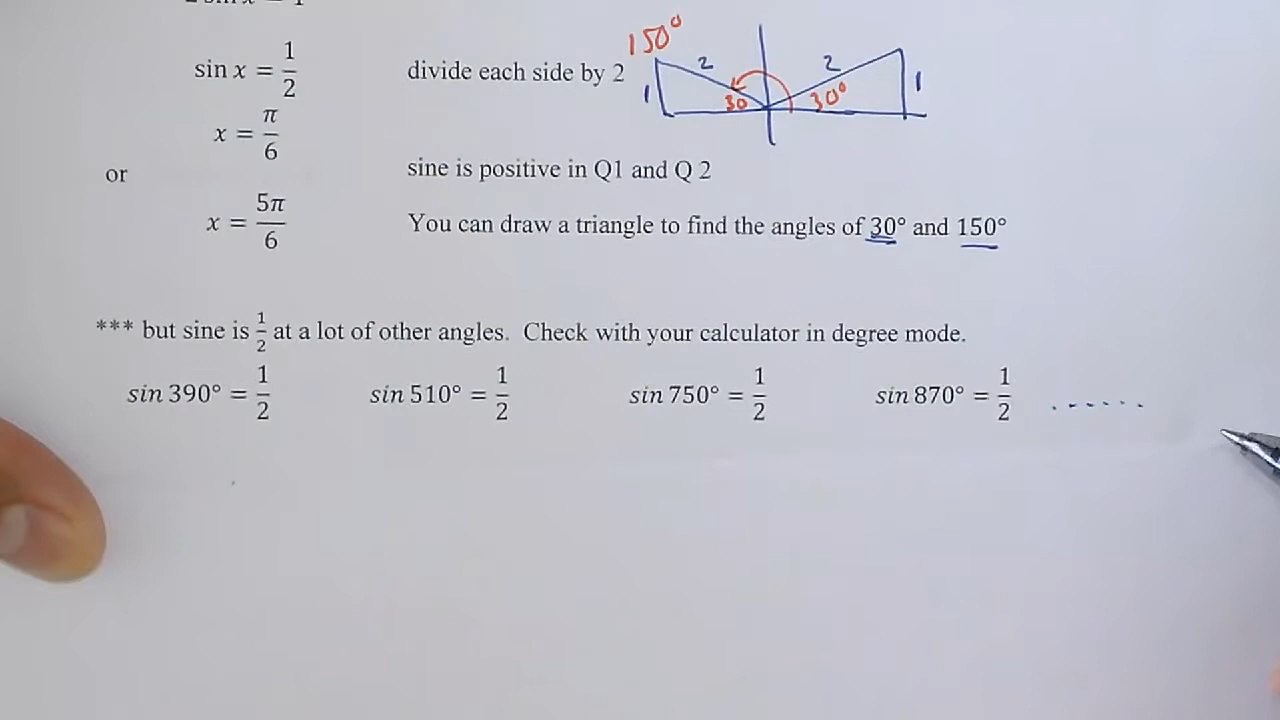 sin x = 1/2 divide each side by 2
x = π/6
sine is positive in Q1 and Q 2
or
x = 5π/6 You can draw a triangle to find the angles of 30° and 150°
150°
2 2
1 30 30° 1
*** but sine is 1/2 at a lot of other angles. Check with your calculator in degree mode.
sin 390° = 1/2 sin 510° = 1/2 sin 750° = 1/2 sin 870° = 1/2 ......